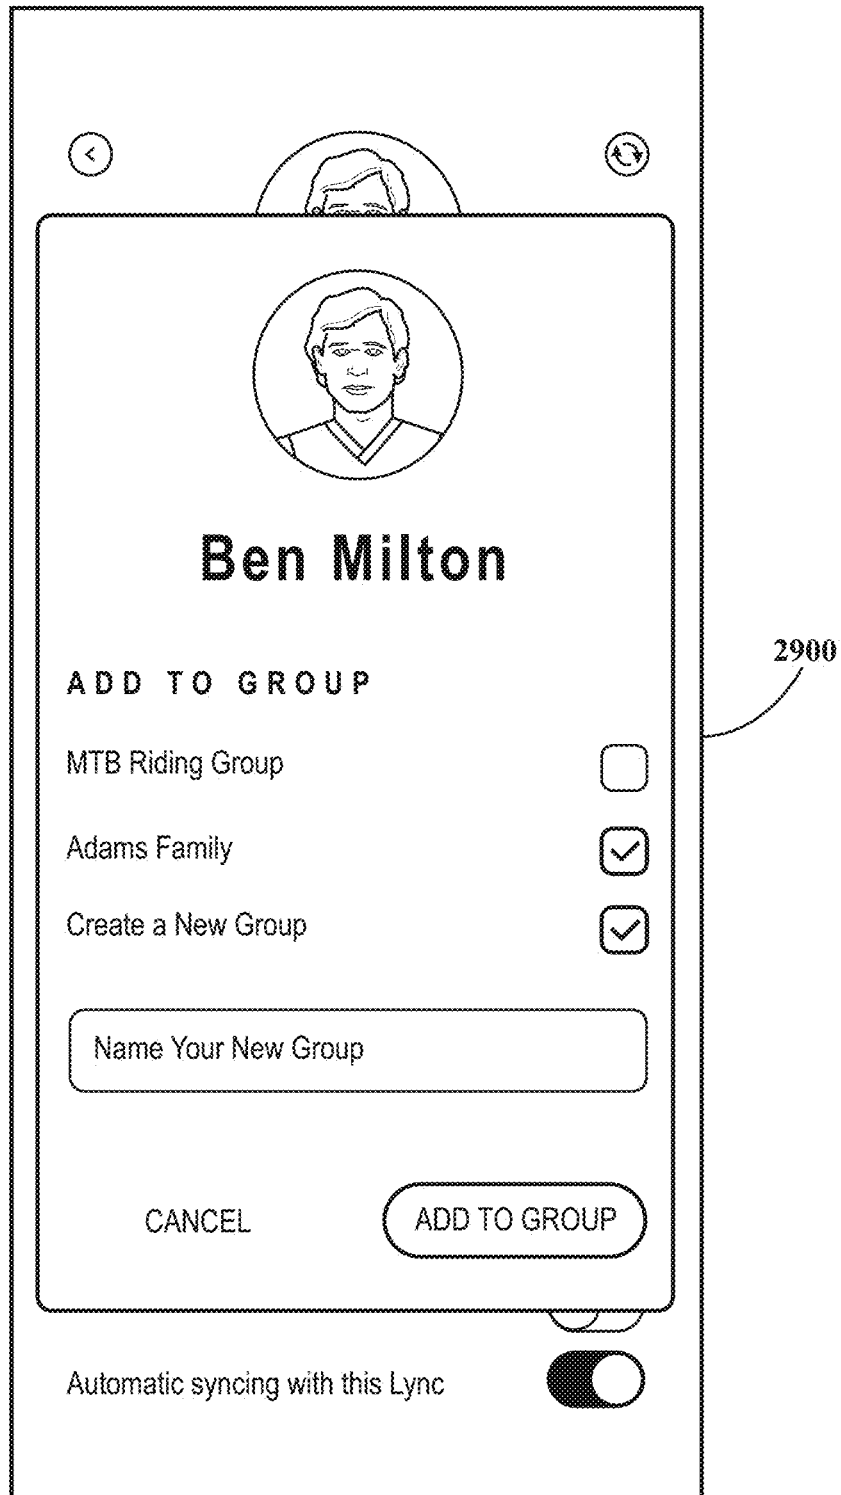 Ben Milton
ADD TO GROUP
2900
MTB Riding Group
Adams Family
Create a New Group
Name Your New Group
CANCEL
ADD TO GROUP
Automatic syncing with this Lync